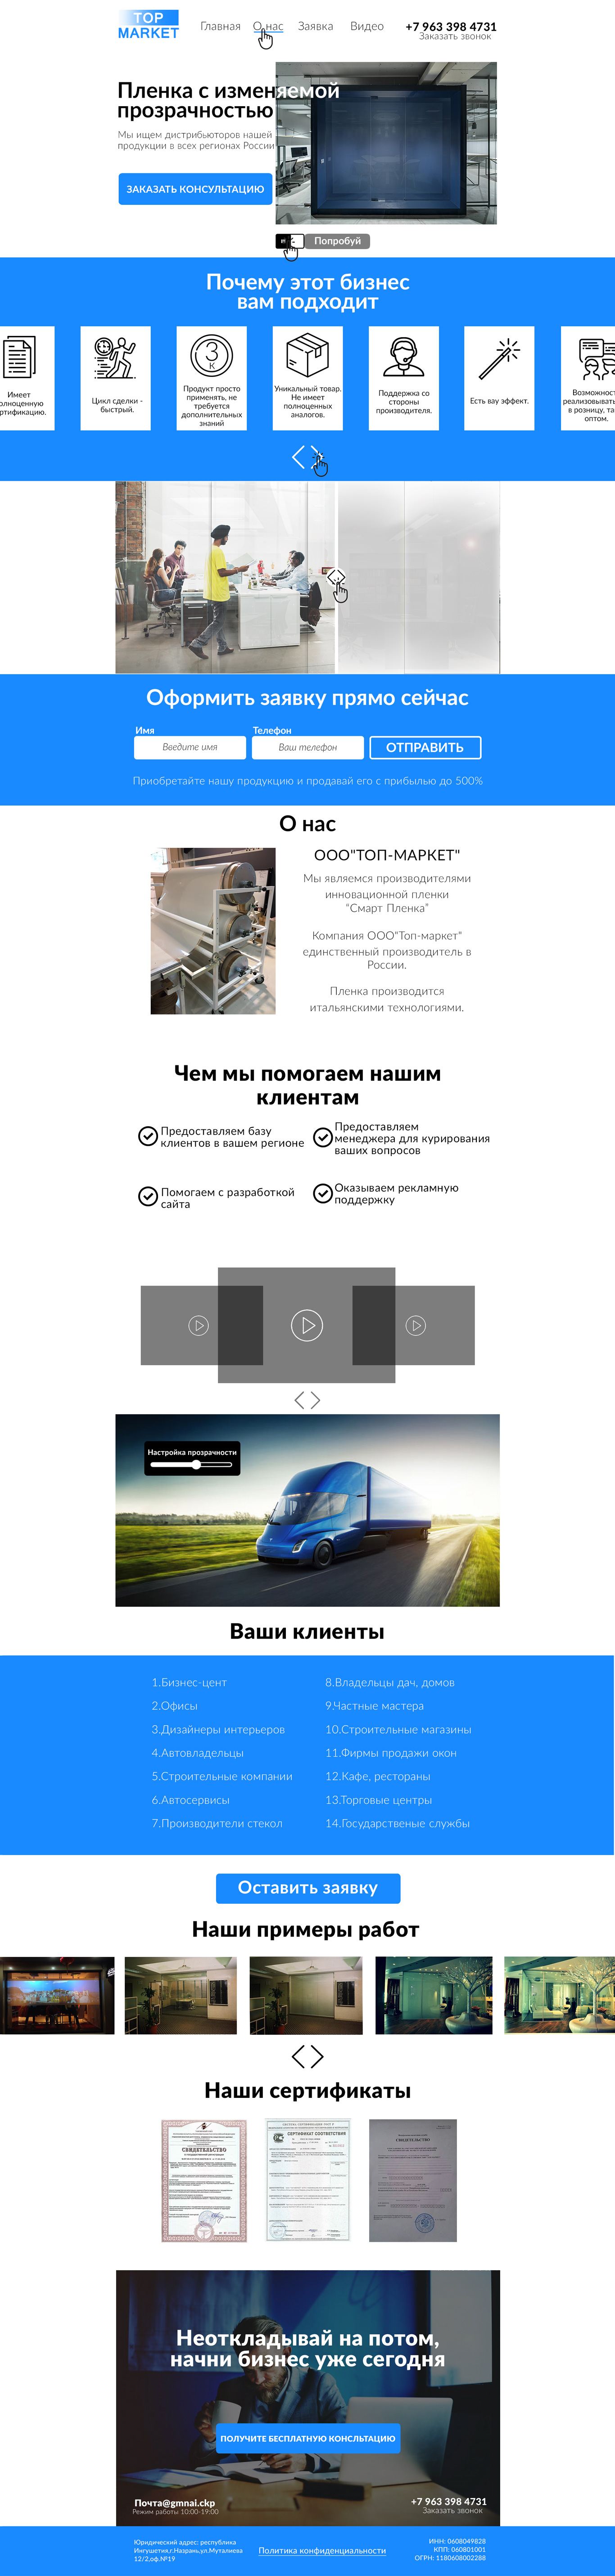 TOP
MARKET
Главная О нас Заявка Видео
+7 963 398 4731
Заказать звонок
Пленка с изменяемой
прозрачностью
Мы ищем дистрибьюторов нашей
продукции в всех регионах России
ЗАКАЗАТЬ КОНСУЛЬТАЦИЮ
Попробуй
Почему этот бизнес
вам подходит
Имеет
олноценную
ртификацию.
Цикл сделки -
быстрый.
3
К
Продукт просто
применять, не
требуется
дополнительных
знаний
Уникальный товар.
Не имеет
полноценных
аналогов.
Поддержка со
стороны
производителя.
Есть вау эффект.
Возможност
реализовывать
в розницу, та
оптом.
Оформить заявку прямо сейчас
Имя
Телефон
Введите имя
Ваш телефон
ОТПРАВИТЬ
Приобретайте нашу продукцию и продавай его с прибылью до 500%
О нас
ООО"ТОП-МАРКЕТ"
Мы являемся производителями
инновационной пленки
“Смарт Пленка”
Компания ООО"Топ-маркет"
единственный производитель в
России.
Пленка производится
итальянскими технологиями.
Чем мы помогаем нашим
клиентам
Предоставляем базу
клиентов в вашем регионе
Предоставляем
менеджера для курирования
ваших вопросов
Помогаем с разработкой
сайта
Оказываем рекламную
поддержку
Настройка прозрачности
Ваши клиенты
1.Бизнес-цент
2.Офисы
3.Дизайнеры интерьеров
4.Автовладельцы
5.Строительные компании
6.Автосервисы
7.Производители стекол
8.Владельцы дач, домов
9.Частные мастера
10.Строительные магазины
11.Фирмы продажи окон
12.Кафе, рестораны
13.Торговые центры
14.Государственые службы
Оставить заявку
Наши примеры работ
Наши сертификаты
СВИДЕТЕЛЬСТВО
СЕРТИФИКАТ СООТВЕТСТВИЯ
СВИДЕТЕЛЬСТВО
Неоткладывай на потом,
начни бизнес уже сегодня
ПОЛУЧИТЕ БЕСПЛАТНУЮ КОНСЛЬТАЦИЮ
Почта@gmnai.ckp
Режим работы 10:00-19:00
+7 963 398 4731
Заказать звонок
Юридический адрес: республика
Ингушетия,г.Назрань,ул.Муталиева
12/2,оф.№19
Политика конфиденциальности
ИНН: 0608049828
КПП: 060801001
ОГРН: 1180608002288